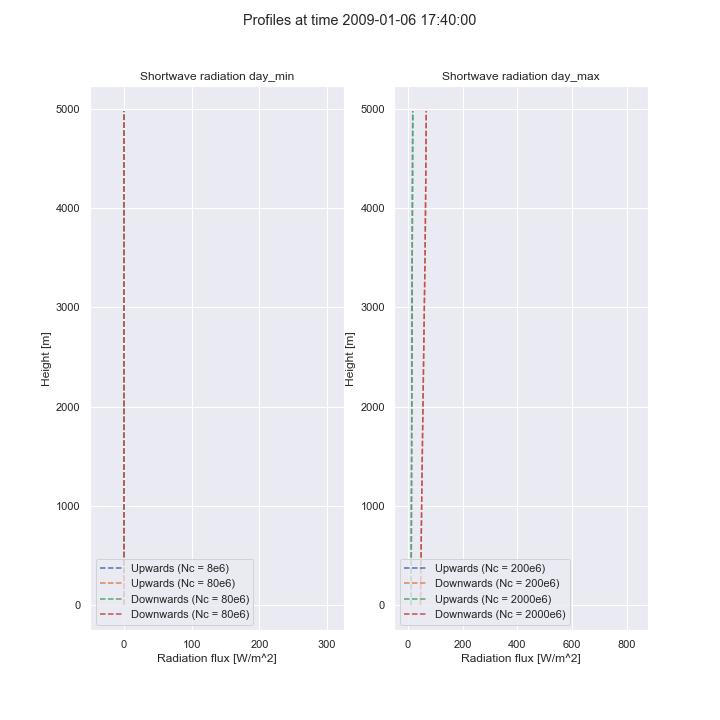 Profiles at time 2009-01-06 17:40:00
Shortwave radiation day_min
5000
4000
3000
2000
1000
0
Height [m]
Upwards (Nc = 8e6)
Upwards (Nc = 80e6)
Downwards (Nc = 80e6)
Downwards (Nc = 80e6)
0 100 200 300
Radiation flux [W/m^2]
Shortwave radiation day_max
5000
4000
3000
2000
1000
0
Height [m]
Upwards (Nc = 200e6)
Downwards (Nc = 200e6)
Upwards (Nc = 2000e6)
Downwards (Nc = 2000e6)
0 200 400 600 800
Radiation flux [W/m^2]